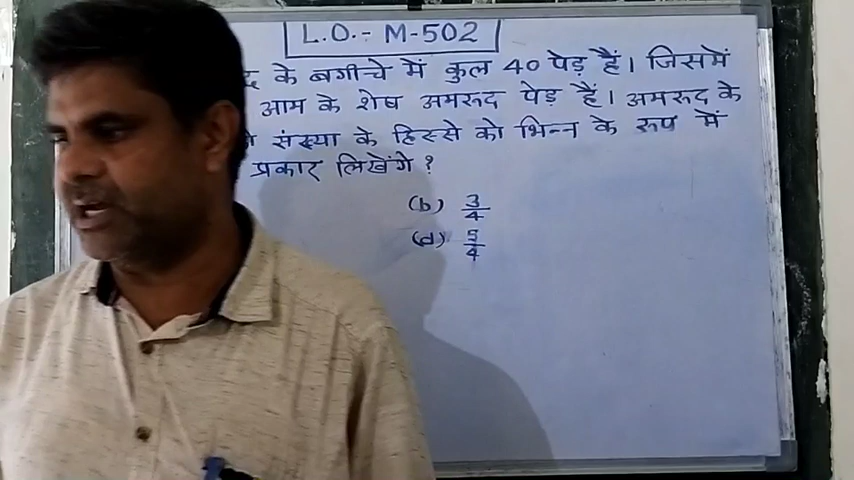 L.O.- M-502
के बगीचे में कुल 40 पेड़ हैं। जिसमें
आम के शेष अमरूद पेड़ हैं। अमरूद के
संख्या के हिस्से को भिन्न के रूप में
प्रकार लिखेंगे ?
(b) 3/4
(d) 5/4